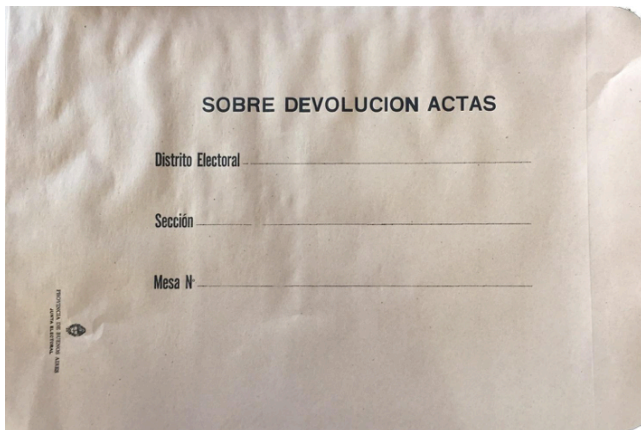 SOBRE DEVOLUCION ACTAS
Distrito Electoral
Sección
Mesa Nº
PROVINCIA DE BUENOS AIRES
JUNTA ELECTORAL